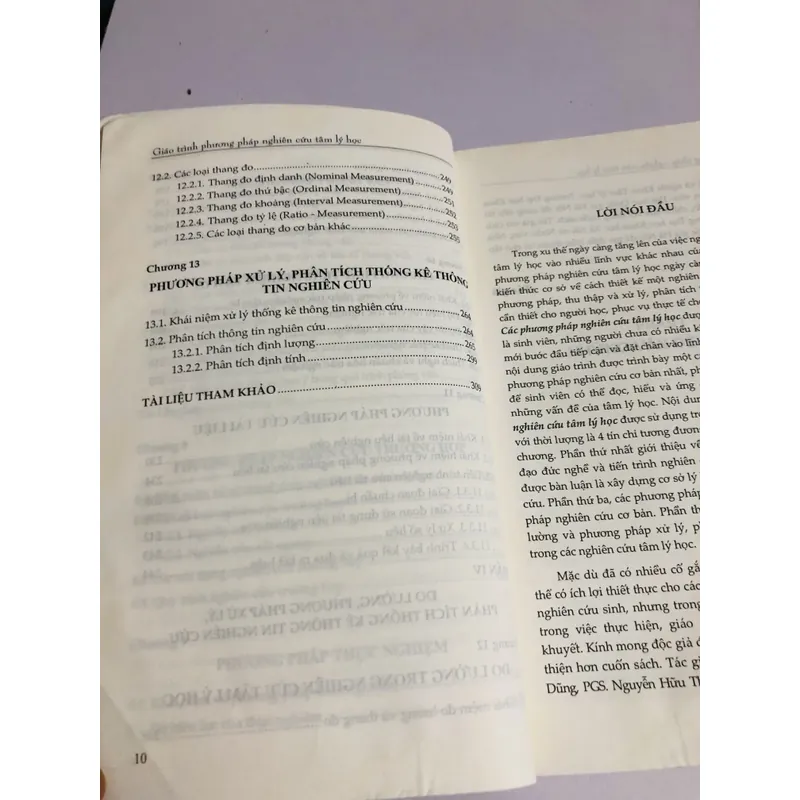 Giáo trình phương pháp nghiên cứu tâm lý học
12.2. Các loại thang đo 249
12.2.1. Thang đo định danh (Nominal Measurement) 249
12.2.2. Thang đo thứ bậc (Ordinal Measurement) 251
12.2.3. Thang đo khoảng (Interval Measurement) 252
12.2.4. Thang đo tỷ lệ (Ratio - Measurement) 253
12.2.5. Các loại thang đo cơ bản khác 255
Chương 13
PHƯƠNG PHÁP XỬ LÝ, PHÂN TÍCH THỐNG KÊ THÔNG
TIN NGHIÊN CỨU
13.1. Khái niệm xử lý thống kê thông tin nghiên cứu 264
13.2. Phân tích thông tin nghiên cứu 264
13.2.1. Phân tích định lượng 265
13.2.2. Phân tích định tính 299
TÀI LIỆU THAM KHẢO 309
10
LỜI NÓI ĐẦU
Trong xu thế ngày càng tăng lên của việc
tâm lý học vào nhiều lĩnh vực khác nhau của
phương pháp nghiên cứu tâm lý học ngày
kiến thức cơ sở về cách thiết kế một nghiên
phương pháp, thu thập và xử lý, phân tích
cần thiết cho người học, phục vụ thực tế
Các phương pháp nghiên cứu tâm lý học được
là sinh viên, những người chưa có nhiều
mới bước đầu tiếp cận và đặt chân vào
nội dung giáo trình được trình bày một
phương pháp nghiên cứu cơ bản nhất,
để sinh viên có thể đọc, hiểu và ứng
những vấn đề của tâm lý học. Nội
nghiên cứu tâm lý học được sử dụng
với thời lượng là 4 tín chỉ tương
chương. Phần thứ nhất giới thiệu về
đạo đức nghề và tiến trình nghiên
được bàn luận là xây dựng cơ sở lý
cứu. Phần thứ ba, các phương pháp
pháp nghiên cứu cơ bản. Phần
lường và phương pháp xử lý,
trong các nghiên cứu tâm lý học.
Mặc dù đã có nhiều cố
thể có ích lợi thiết thực cho các
nghiên cứu sinh, nhưng trong
trong việc thực hiện, giáo
khuyết. Kính mong độc giả
thiện hơn cuốn sách. Tác
Dũng, PGS. Nguyễn Hữu